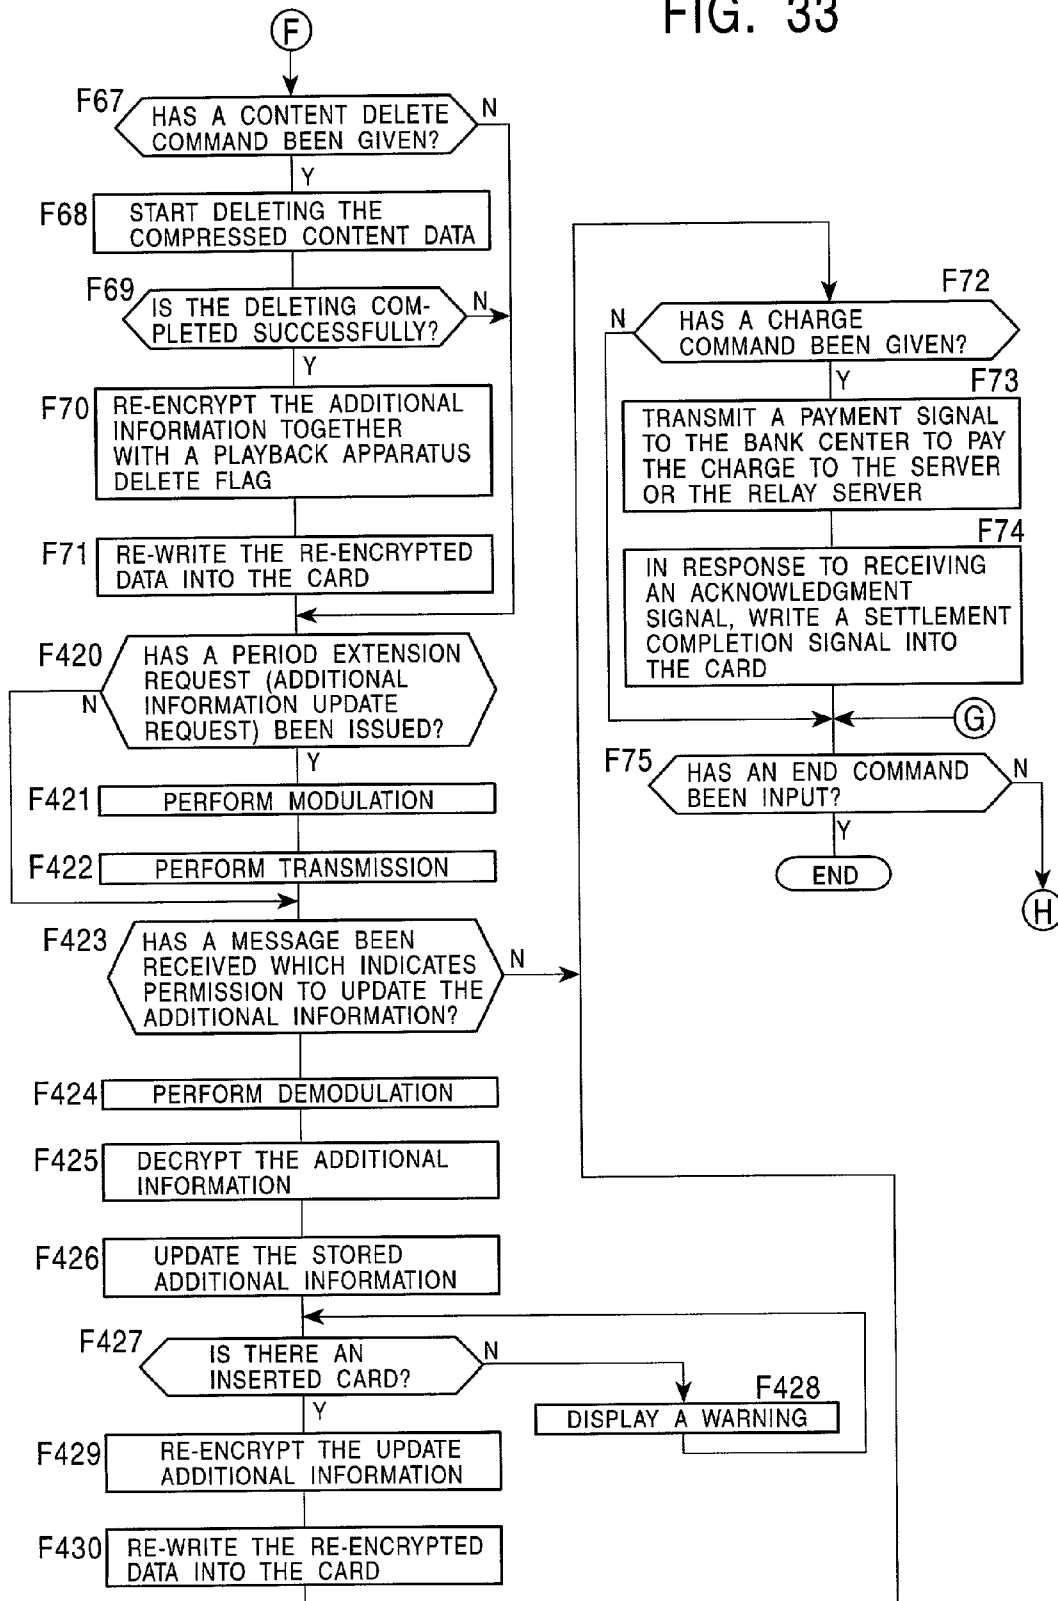 FIG. 33
F
F67
HAS A CONTENT DELETE
COMMAND BEEN GIVEN?
N
Y
F68
START DELETING THE
COMPRESSED CONTENT DATA
F69
IS THE DELETING COM-
PLETED SUCCESSFULLY?
N
Y
F70
RE-ENCRYPT THE ADDITIONAL
INFORMATION TOGETHER
WITH A PLAYBACK APPARATUS
DELETE FLAG
F71
RE-WRITE THE RE-ENCRYPTED
DATA INTO THE CARD
F420
HAS A PERIOD EXTENSION
REQUEST (ADDITIONAL
INFORMATION UPDATE
REQUEST) BEEN ISSUED?
N
Y
F421
PERFORM MODULATION
F422
PERFORM TRANSMISSION
F423
HAS A MESSAGE BEEN
RECEIVED WHICH INDICATES
PERMISSION TO UPDATE THE
ADDITIONAL INFORMATION?
N
F424
PERFORM DEMODULATION
F425
DECRYPT THE ADDITIONAL
INFORMATION
F426
UPDATE THE STORED
ADDITIONAL INFORMATION
F427
IS THERE AN
INSERTED CARD?
N
Y
F428
DISPLAY A WARNING
F429
RE-ENCRYPT THE UPDATE
ADDITIONAL INFORMATION
F430
RE-WRITE THE RE-ENCRYPTED
DATA INTO THE CARD
F72
HAS A CHARGE
COMMAND BEEN GIVEN?
N
Y
F73
TRANSMIT A PAYMENT SIGNAL
TO THE BANK CENTER TO PAY
THE CHARGE TO THE SERVER
OR THE RELAY SERVER
F74
IN RESPONSE TO RECEIVING
AN ACKNOWLEDGMENT
SIGNAL, WRITE A SETTLEMENT
COMPLETION SIGNAL INTO
THE CARD
G
F75
HAS AN END COMMAND
BEEN INPUT?
N
Y
END
H